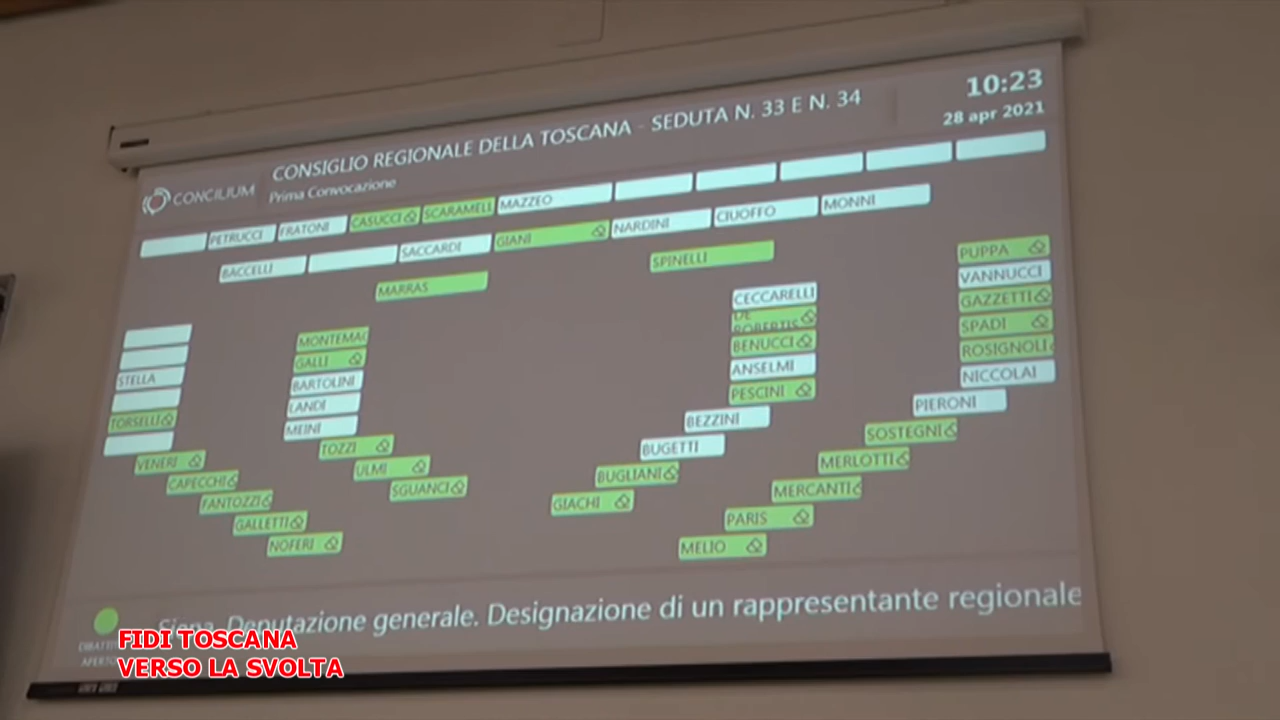 10:23
CONSIGLIO REGIONALE DELLA TOSCANA - SEDUTA N. 33 E N. 34
28 apr 2021
CONCILIUM
Prima Convocazione
PETRUCCI FRATONI CASUCCI SCARAMELL MAZZEO
BACCELLI SACCARDI GIANI NARDINI CIUOFFO MONNI
MARRAS SPINELLI
PUPPA
VANNUCCI
GAZZETTI
SPADI
ROSIGNOLI
NICCOLAI
PIERONI
SOSTEGNI
MERLOTTI
MERCANTI
PARIS
MELIO
CECCARELLI
DE ROBERTIS
BENUCCI
ANSELMI
PESCINI
BEZZINI
BUGETTI
BUGLIANI
GIACHI
MONTEMAG
GALLI
BARTOLINI
LANDI
MEINI
TOZZI
ULMI
SGUANCI
STELLA
TORSELLI
VENERI
CAPECCHI
FANTOZZI
GALLETTI
NOFERI
Siena. Deputazione generale. Designazione di un rappresentante regionale
FIDI TOSCANA
VERSO LA SVOLTA